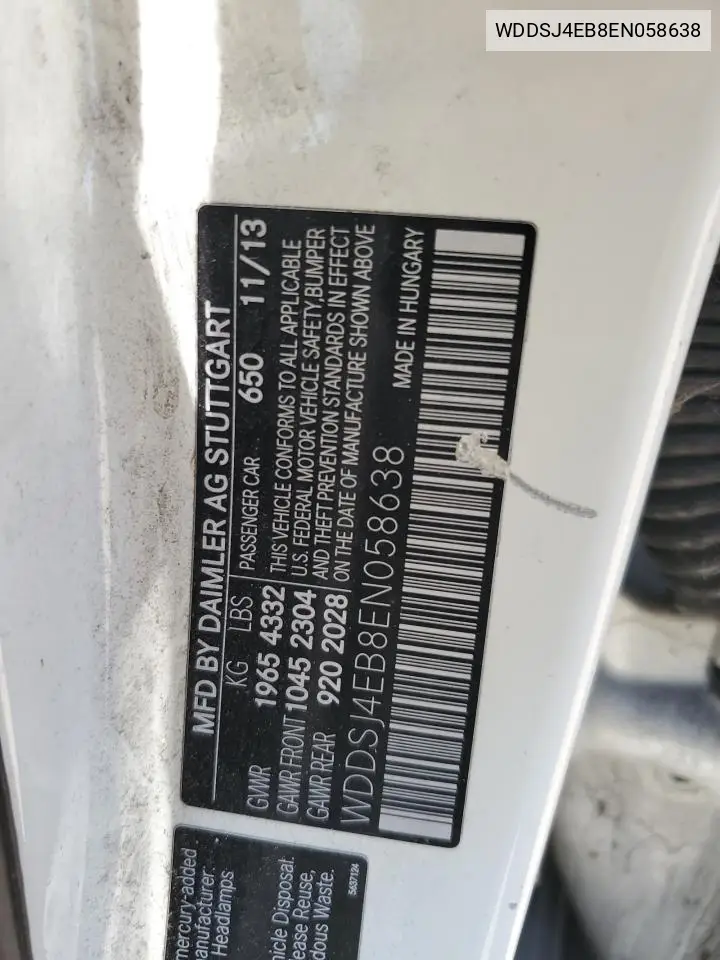 WDDSJ4EB8EN058638
MFD BY DAIMLER AG STUTTGART
KG LBS PASSENGER CAR 650 11/13
GVWR 1965 4332 THIS VEHICLE CONFORMS TO ALL APPLICABLE
GAWR FRONT 1045 2304 U.S. FEDERAL MOTOR VEHICLE SAFETY, BUMPER
GAWR REAR 920 2028 AND THEFT PREVENTION STANDARDS IN EFFECT
ON THE DATE OF MANUFACTURE SHOWN ABOVE
WDDSJ4EB8EN058638 MADE IN HUNGARY
mercury-added
anufacturer
Headlamps
hicle Disposal:
ease Reuse,
dous Waste.
5637124